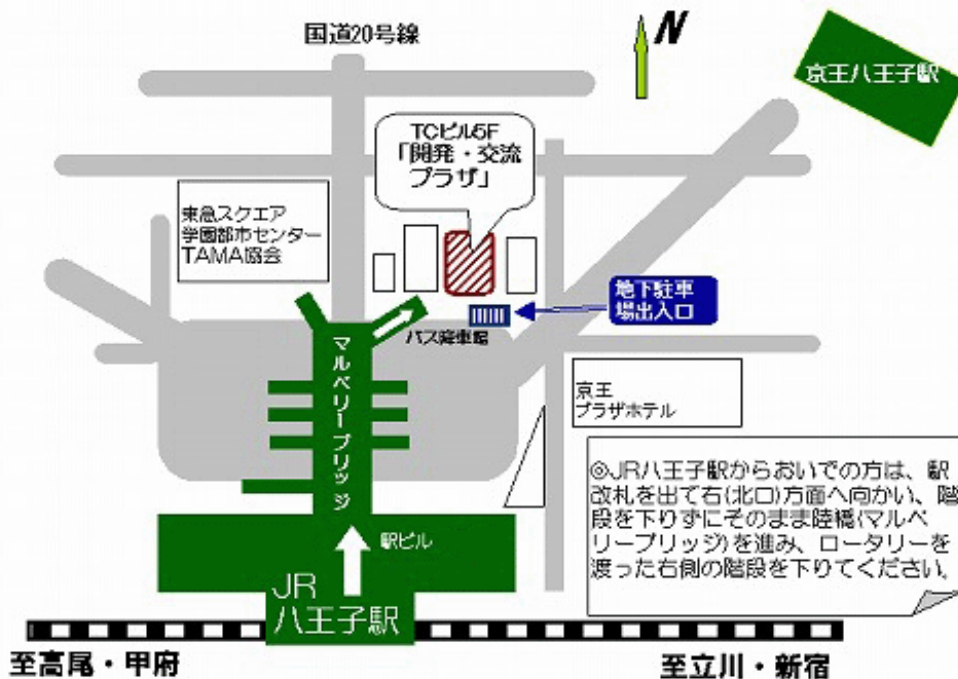 国道20号線
N
京王八王子駅
TCビル5F
「開発・交流
プラザ」
東急スクエア
学園都市センター
TAMA協会
地下駐車
場出入口
バス降車場
マルベリーブリッジ
京王
プラザホテル
◎JR八王子駅からおいでの方は、駅
改札を出て右(北口)方面へ向かい、階
段を下りずにそのまま陸橋(マルベ
リーブリッジ)を進み、ロータリーを
渡った右側の階段を下りてください。
駅ビル
JR
八王子駅
至高尾・甲府
至立川・新宿